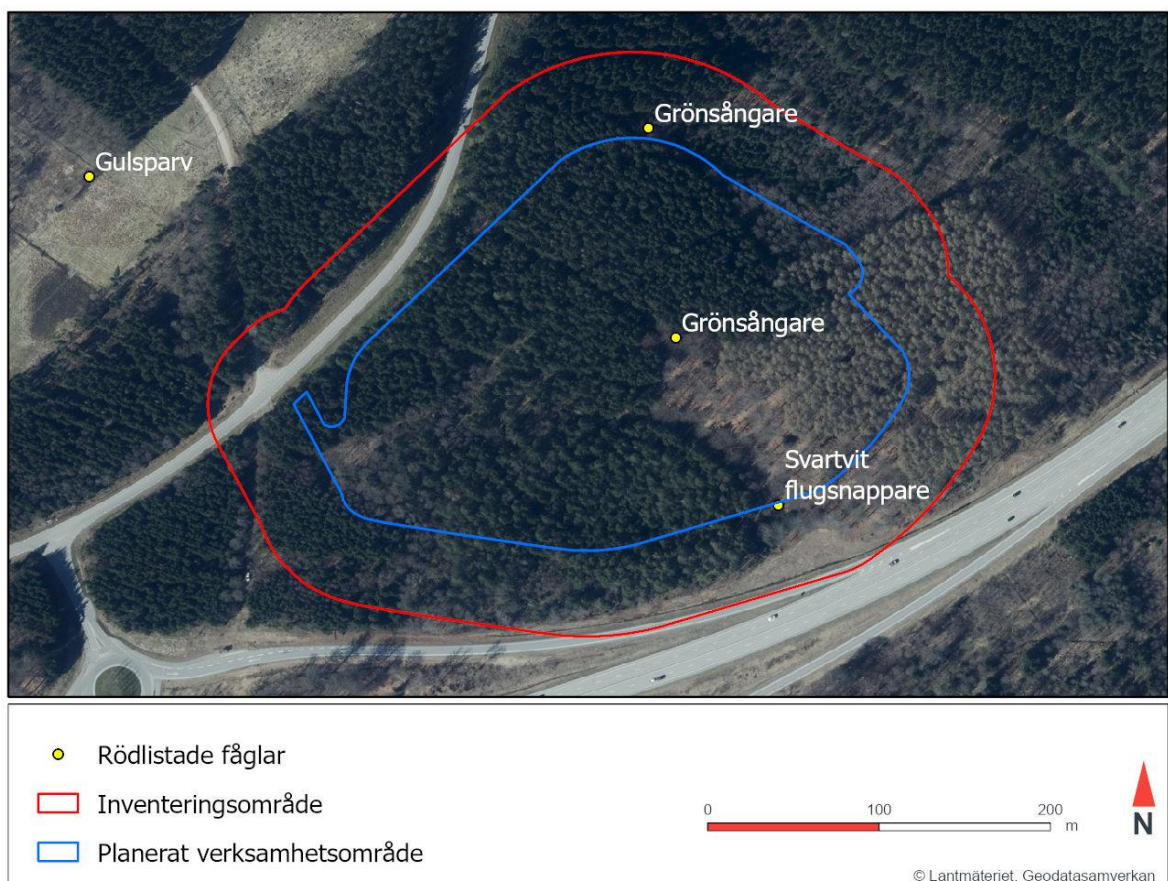 Grönsångare
Gulsparv
Grönsångare
Svartvit
flugsnappare
Rödlistade fåglar
Inventeringsområde
Planerat verksamhetsområde
0 100 200
m
N
© Lantmäteriet, Geodatasamverkan